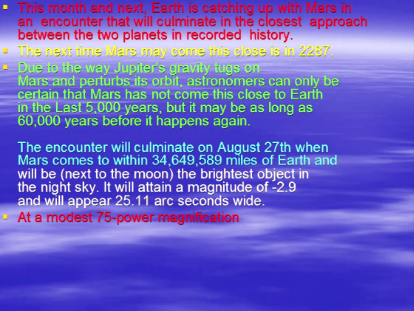 This month and next, Earth is catching up with Mars in
an encounter that will culminate in the closest approach
between the two planets in recorded history.
The next time Mars may come this close is in 2287.
Due to the way Jupiter's gravity tugs on
Mars and perturbs its orbit, astronomers can only be
certain that Mars has not come this close to Earth
in the Last 5,000 years, but it may be as long as
60,000 years before it happens again.
The encounter will culminate on August 27th when
Mars comes to within 34,649,589 miles of Earth and
will be (next to the moon) the brightest object in
the night sky. It will attain a magnitude of -2.9
and will appear 25.11 arc seconds wide.
At a modest 75-power magnification